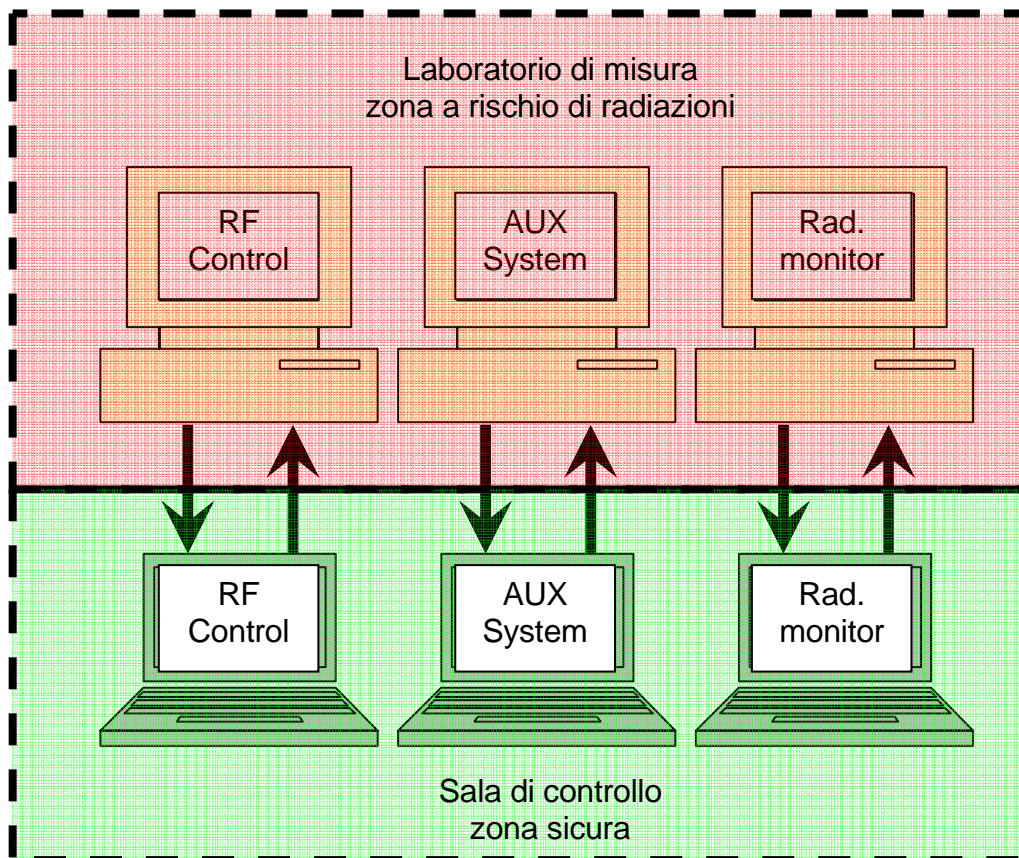 Laboratorio di misura
zona a rischio di radiazioni
RF
Control
AUX
System
Rad.
monitor
RF
Control
AUX
System
Rad.
monitor
Sala di controllo
zona sicura